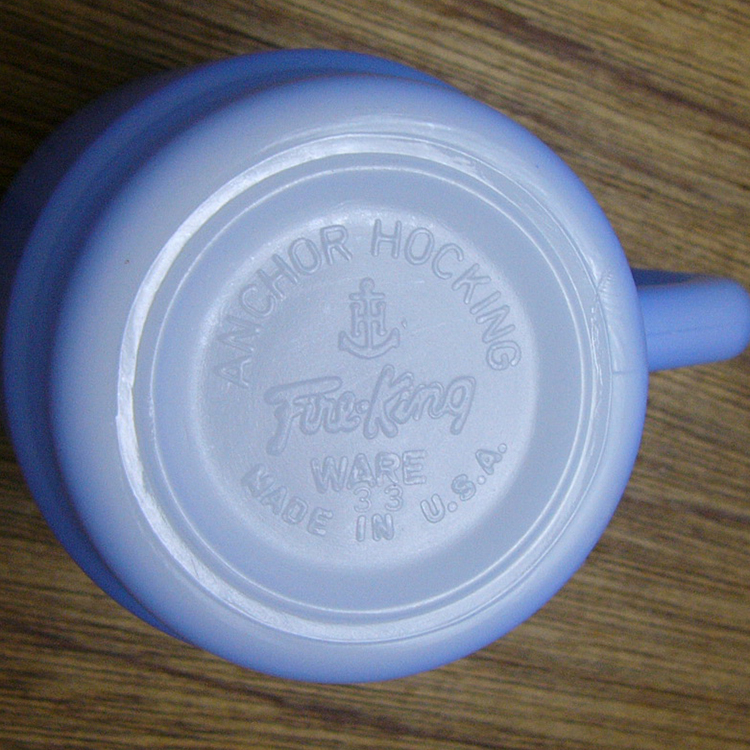 ANCHOR HOCKING
Fire-King
WARE
33
MADE IN U.S.A.